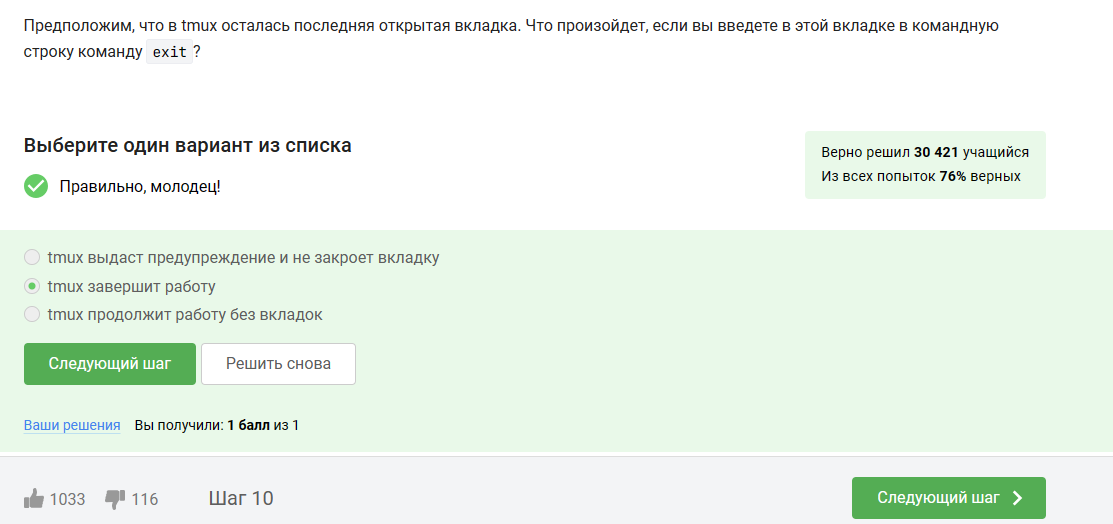 Предположим, что в tmux осталась последняя открытая вкладка. Что произойдет, если вы введете в этой вкладке в командную
строку команду exit?
Выберите один вариант из списка
Правильно, молодец!
Верно решил 30 421 учащийся
Из всех попыток 76% верных
tmux выдаст предупреждение и не закроет вкладку
tmux завершит работу
tmux продолжит работу без вкладок
Следующий шаг
Решить снова
Ваши решения Вы получили: 1 балл из 1
1033
116
Шаг 10
Следующий шаг